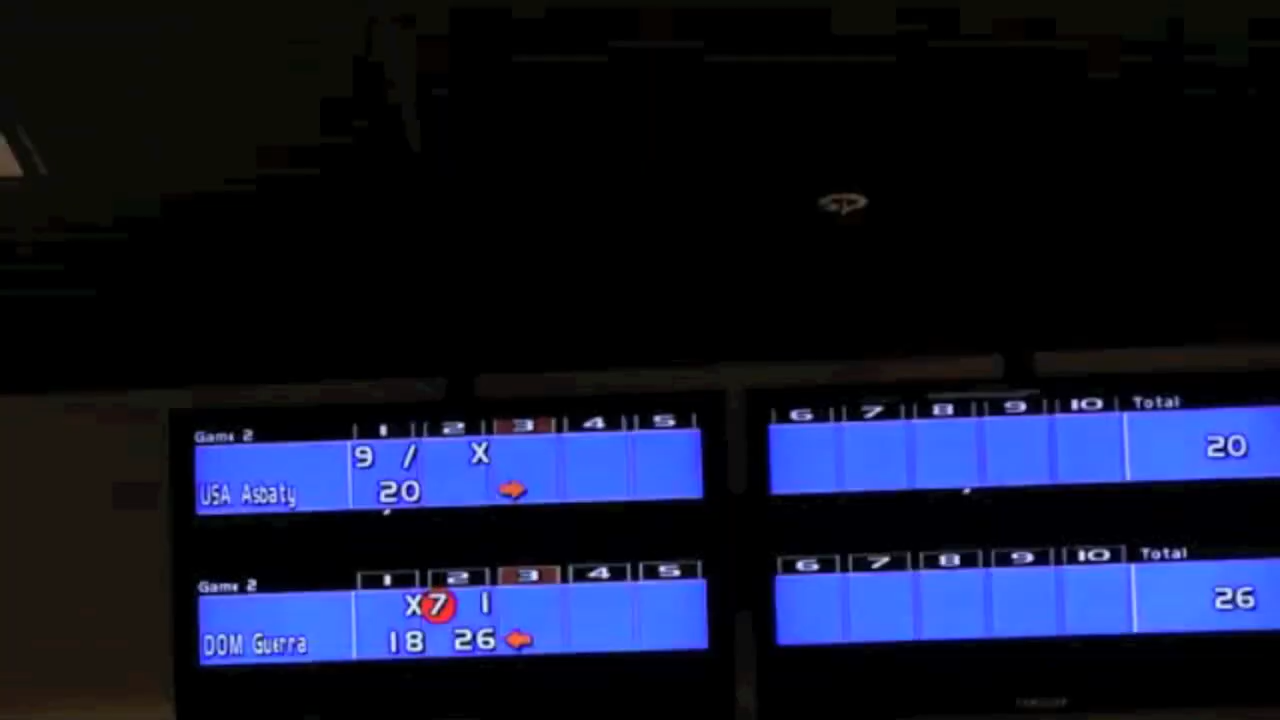 Game 2 1 2 3 4 5 6 7 8 9 10 Total
9 / X
USA Asbaty 20 20
Game 2 1 2 3 4 5 6 7 8 9 10 Total
X 7 1
DOM Guerra 18 26 26